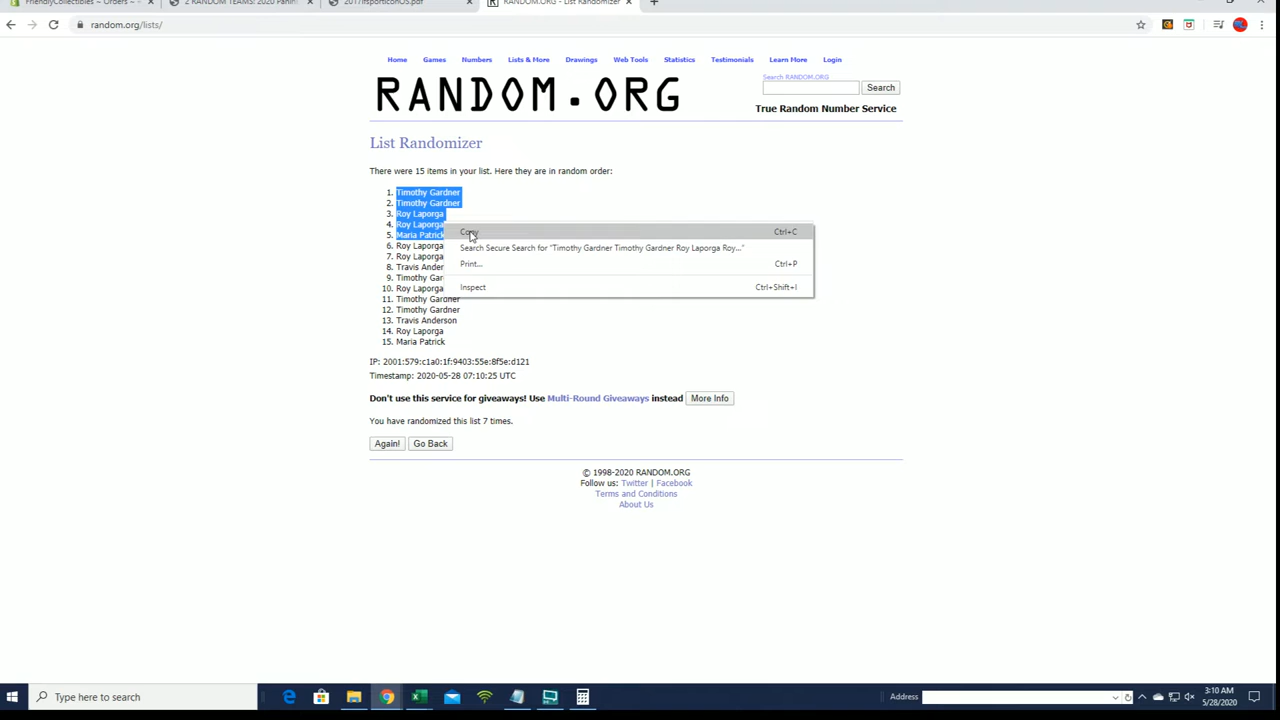 FriendlyCollectibles ~ Orders ~
2 RANDOM TEAMS: 2020 Panini
RANDOM.ORG - List Randomizer
random.org/lists/
Home Games Numbers Lists & More Drawings Web Tools Statistics Testimonials Learn More Login
RANDOM.ORG
Search RANDOM.ORG
Search
True Random Number Service
List Randomizer
There were 15 items in your list. Here they are in random order:
1. Timothy Gardner
2. Timothy Gardner
3. Roy Laporga
4. Roy Laporga
5. Maria Patrick
6. Roy Laporga
7. Roy Laporga
8. Travis Ander
9. Timothy Gar
10. Roy Laporga
11. Timothy Gardner
12. Timothy Gardner
13. Travis Anderson
14. Roy Laporga
15. Maria Patrick
Copy Ctrl+C
Search Secure Search for "Timothy Gardner Timothy Gardner Roy Laporga Roy..."
Print... Ctrl+P
Inspect Ctrl+Shift+I
IP: 2001:579:c1a0:1f:9403:55e:8f5e:d121
Timestamp: 2020-05-28 07:10:25 UTC
Don't use this service for giveaways! Use Multi-Round Giveaways instead More Info
You have randomized this list 7 times.
Again! Go Back
© 1998-2020 RANDOM.ORG
Follow us: Twitter | Facebook
Terms and Conditions
About Us
Type here to search
Address
3:10 AM
5/28/2020